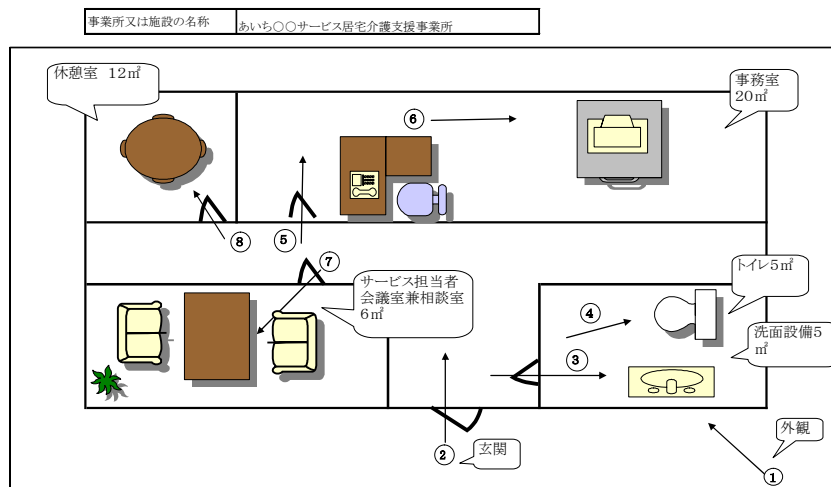 事業所又は施設の名称 あいち○○サービス居宅介護支援事業所
休憩室 12㎡
事務室
20㎡
⑥
⑧
⑤
⑦
サービス担当者
会議室兼相談室
6㎡
トイレ5㎡
④
洗面設備5
㎡
③
②
玄関
外観
①